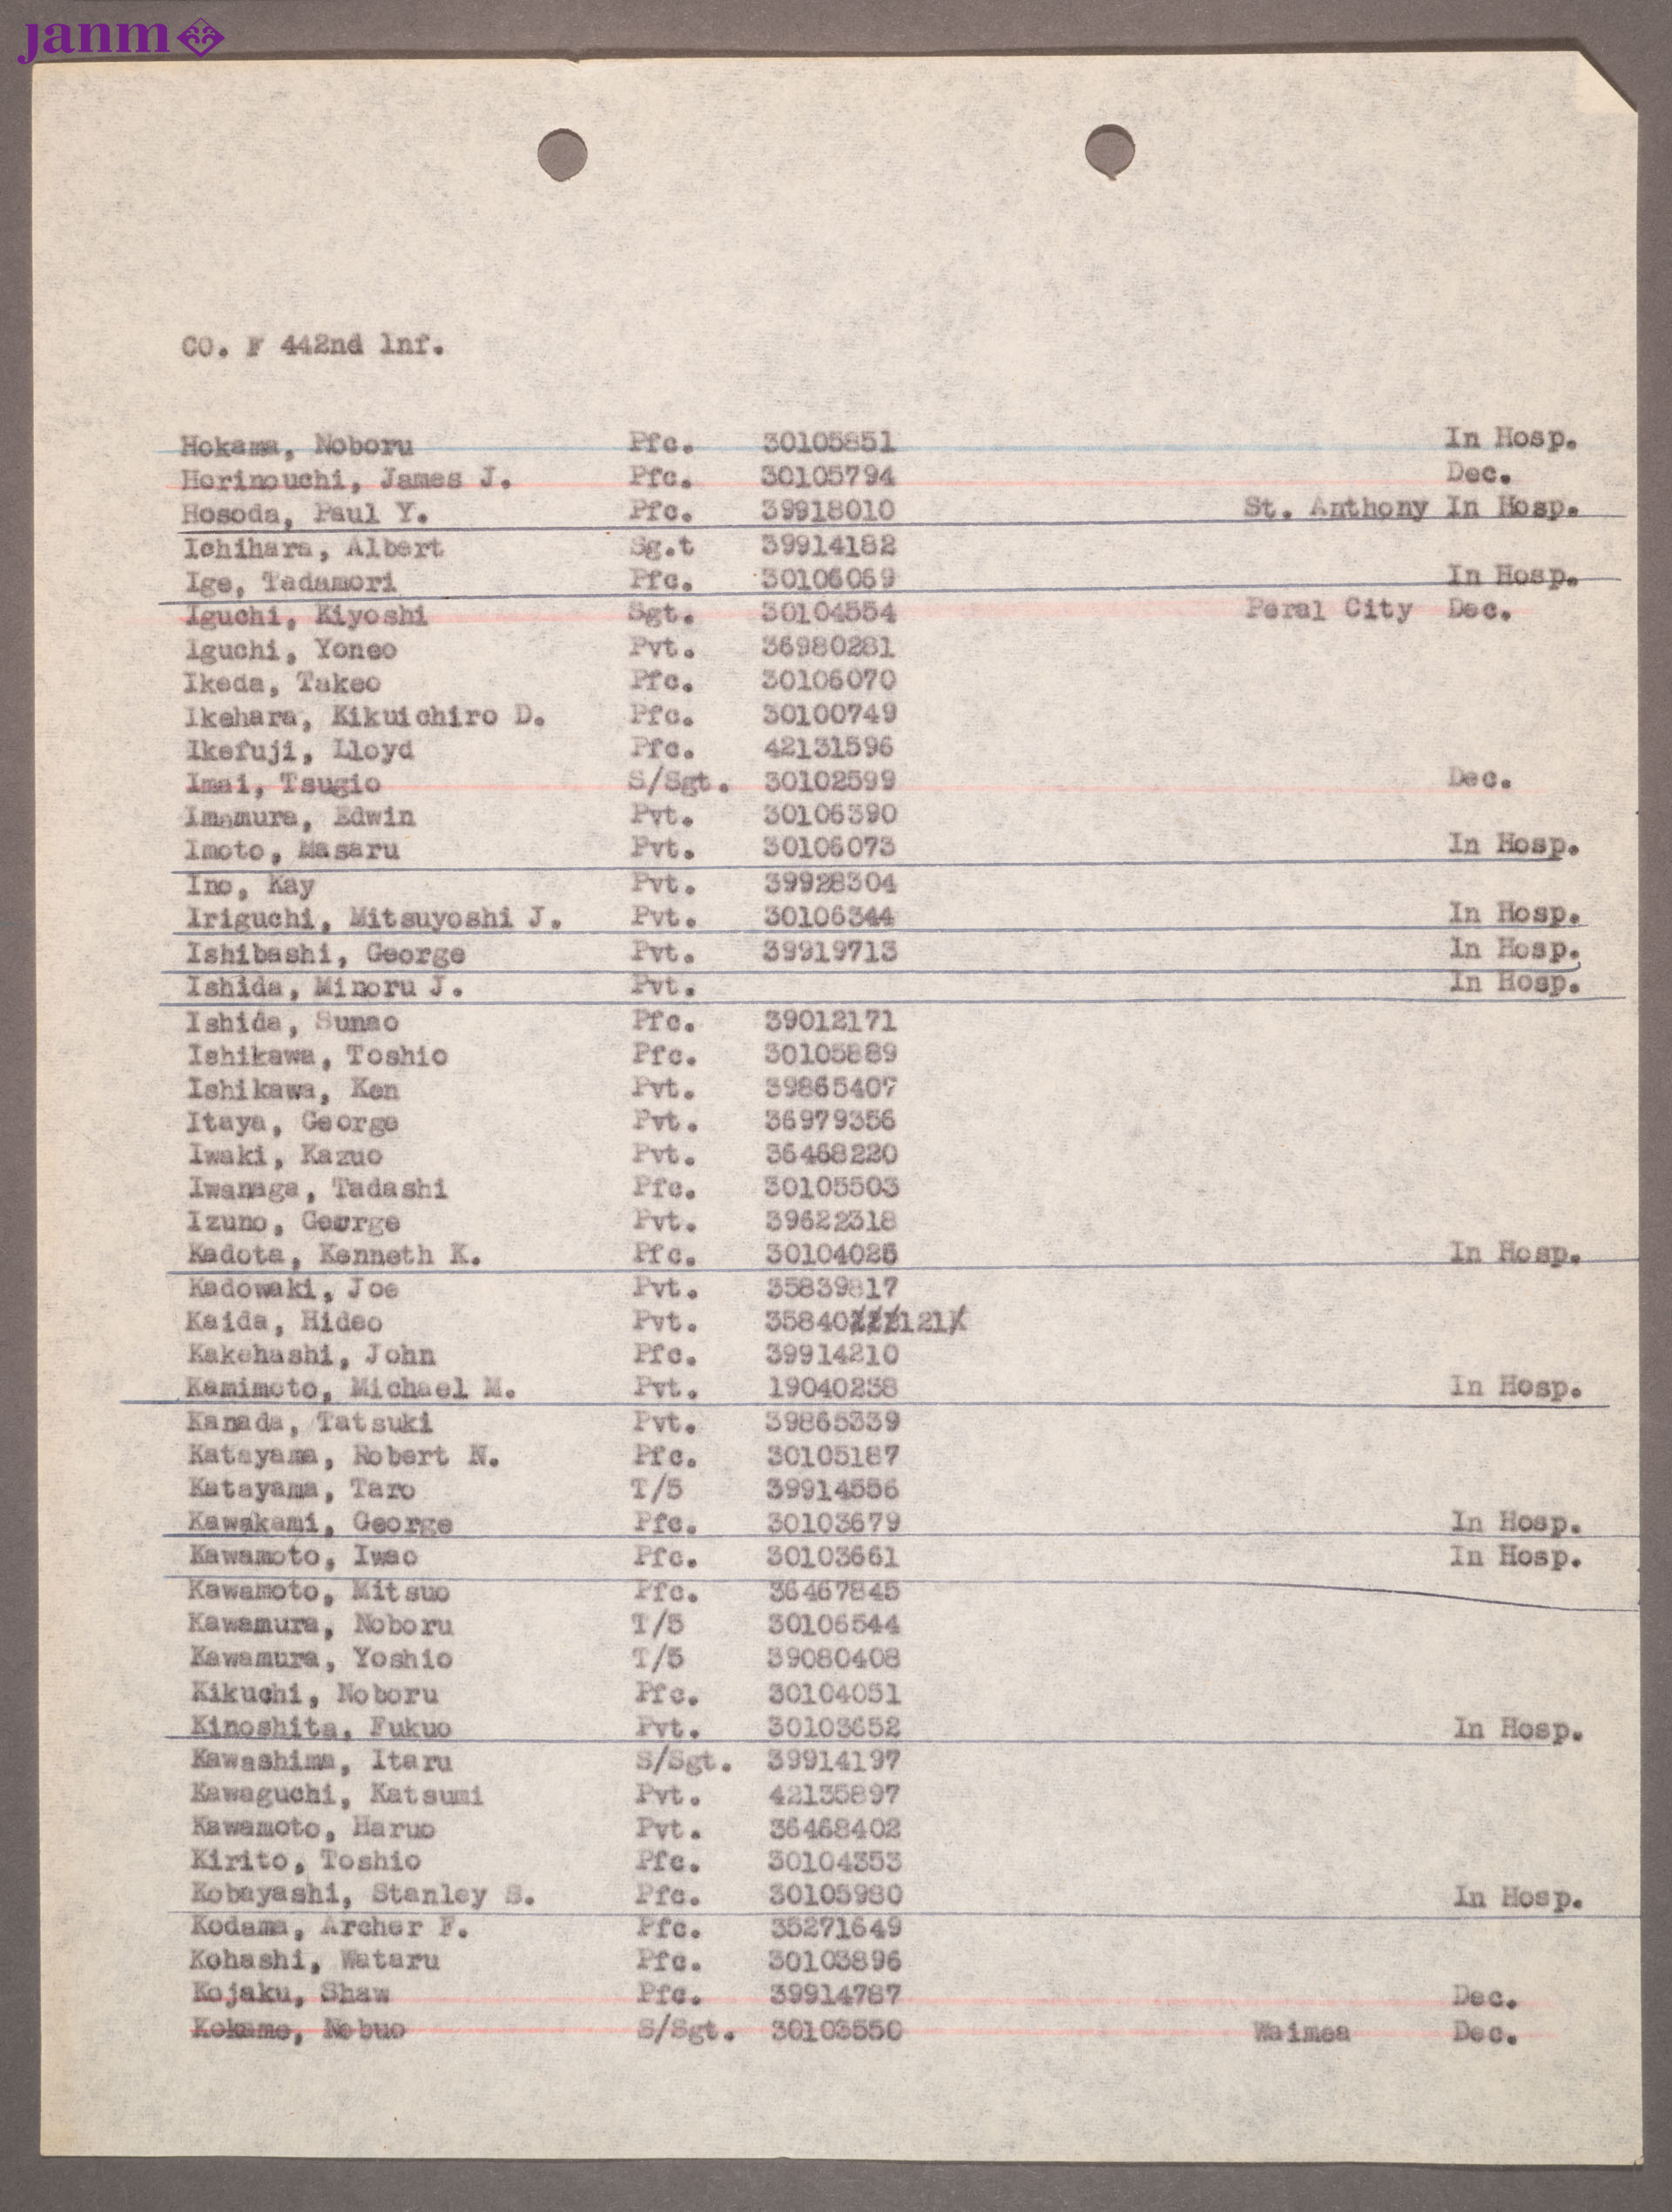 janm
CO. F 442nd Inf.
Hokama, Noboru Pfc. 30105851 In Hosp.
Horinouchi, James J. Pfc. 30105794 Dec.
Hosoda, Paul Y. Pfc. 39918010 St. Anthony In Hosp.
Ichihara, Albert Sg.t 39914182
Ige, Tadamori Pfc. 30106069 In Hosp.
Iguchi, Kiyoshi Sgt. 30104554 Peral City Dec.
Iguchi, Yoneo Pvt. 36980281
Ikeda, Takeo Pfc. 30106070
Ikehara, Kikuichiro D. Pfc. 30100749
Ikefuji, Lloyd Pfc. 42131596
Imai, Tsugio S/Sgt. 30102599 Dec.
Imamura, Edwin Pvt. 30106390
Imoto, Masaru Pvt. 30106073 In Hosp.
Ino, Kay Pvt. 39928304
Iriguchi, Mitsuyoshi J. Pvt. 30106344 In Hosp.
Ishibashi, George Pvt. 39919713 In Hosp.
Ishida, Minoru J. Pvt. In Hosp.
Ishida, Sunao Pfc. 39012171
Ishikawa, Toshio Pfc. 30105889
Ishikawa, Ken Pvt. 39865407
Itaya, George Pvt. 36979356
Iwaki, Kazuo Pvt. 36468220
Iwanaga, Tadashi Pfc. 30105503
Izuno, George Pvt. 39622318
Kadota, Kenneth K. Pfc. 30104025 In Hosp.
Kadowaki, Joe Pvt. 35839817
Kaida, Hideo Pvt. 35840121
Kakehashi, John Pfc. 39914210
Kamimoto, Michael M. Pvt. 19040238 In Hosp.
Kanada, Tatsuki Pvt. 39865339
Katayama, Robert N. Pfc. 30105187
Katayama, Taro T/5 39914556
Kawakami, George Pfc. 30103679 In Hosp.
Kawamoto, Iwao Pfc. 30103661 In Hosp.
Kawamoto, Mitsuo Pfc. 36467845
Kawamura, Noboru T/5 30106544
Kawamura, Yoshio T/5 39080408
Kikuchi, Noboru Pfc. 30104051
Kinoshita, Fukuo Pvt. 30103652 In Hosp.
Kawashima, Itaru S/Sgt. 39914197
Kawaguchi, Katsumi Pvt. 42135897
Kawamoto, Haruo Pvt. 36468402
Kirito, Toshio Pfc. 30104353
Kobayashi, Stanley S. Pfc. 30105980 In Hosp.
Kodama, Archer F. Pfc. 35271649
Kohashi, Wataru Pfc. 30103896
Kojaku, Shaw Pfc. 39914787 Dec.
Kokame, Nobuo S/Sgt. 30103550 Waimea Dec.